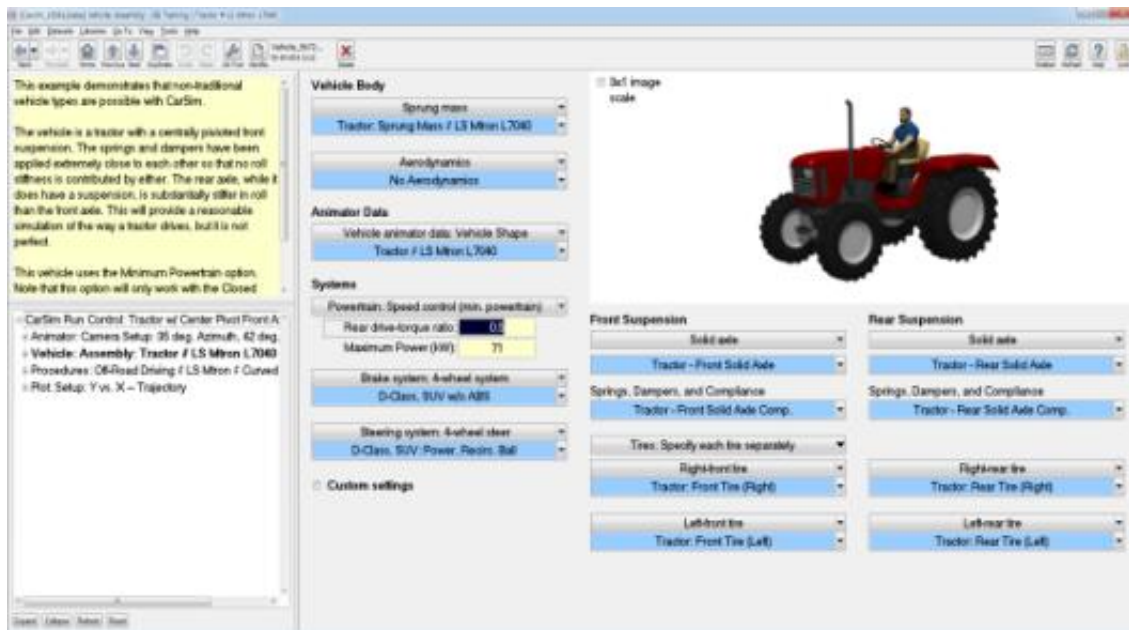 File Edit Datasets Libraries Go To View Tools Help
This example demonstrates that non-traditional
vehicle types are possible with CarSim.
The vehicle is a tractor with a centrally pivoted front
suspension. The springs and dampers have been
applied extremely close to each other so that no roll
stiffness is contributed by either. The rear axle, while it
does have a suspension, is substantially stiffer in roll
than the front axle. This will provide a reasonable
simulation of the way a tractor drives, but it is not
perfect.
This vehicle uses the Minimum Powertrain option.
Note that this option will only work with the Closed
CarSim Run Control: Tractor w/ Center Pivot Front A
Animator: Camera Setup: 35 deg. Azimuth, 42 deg.
Vehicle: Assembly: Tractor # LS Mtron L7040
Procedures: Off-Road Driving # LS Mtron # Curved
Plot: Setup: Y vs. X -- Trajectory
Expand Collapse Refresh Reset
Vehicle Body
Sprung mass
Tractor: Sprung Mass # LS Mtron L7040
Aerodynamics
No Aerodynamics
Animator Data
Vehicle animator data: Vehicle Shape
Tractor # LS Mtron L7040
Systems
Powertrain: Speed control (min. powertrain)
Rear drive-torque ratio: 0.5
Maximum Power (kW): 71
Brake system: 4-wheel system
D-Class, SUV w/o ABS
Steering system: 4-wheel steer
D-Class, SUV: Power, Recirc. Ball
Custom settings
3x1 image
scale
Front Suspension
Solid axle
Tractor - Front Solid Axle
Springs, Dampers, and Compliance
Tractor - Front Solid Axle Comp.
Tires: Specify each tire separately
Right-front tire
Tractor: Front Tire (Right)
Left-front tire
Tractor: Front Tire (Left)
Rear Suspension
Solid axle
Tractor - Rear Solid Axle
Springs, Dampers, and Compliance
Tractor - Rear Solid Axle Comp.
Right-rear tire
Tractor: Rear Tire (Right)
Left-rear tire
Tractor: Rear Tire (Left)